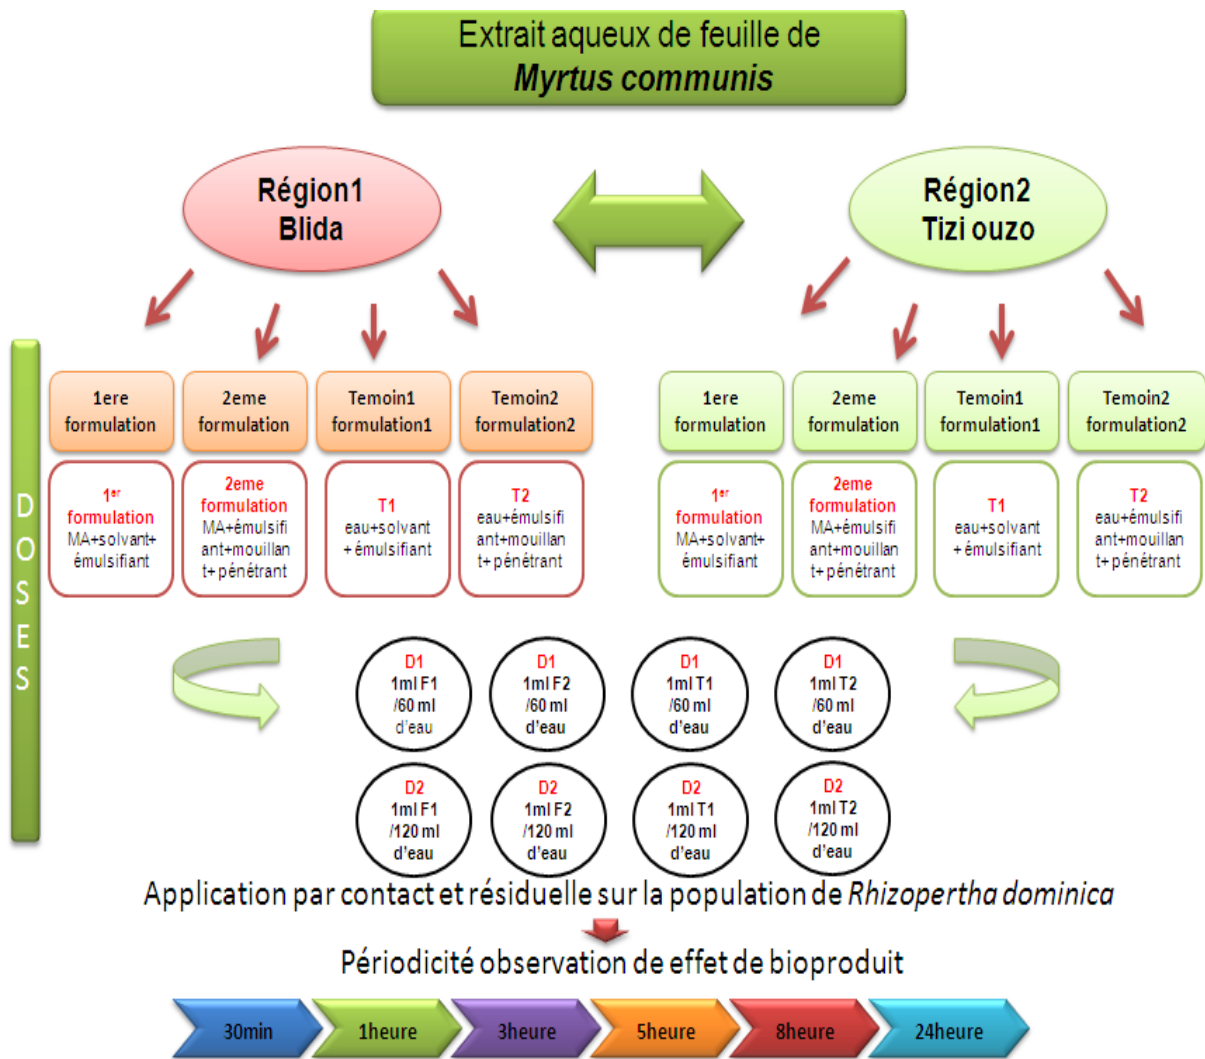 Extrait aqueux de feuille de
Myrtus communis
Région1
Blida
Région2
Tizi ouzo
DOSES
1ere
formulation
2eme
formulation
Temoin1
formulation1
Temoin2
formulation2
1ere
formulation
2eme
formulation
Temoin1
formulation1
Temoin2
formulation2
1er
formulation
MA+solvant+
émulsifiant
2eme
formulation
MA+émulsifi
ant+mouillan
t+ pénétrant
T1
eau+solvant
+ émulsifiant
T2
eau+émulsifi
ant+mouillan
t+ pénétrant
1er
formulation
MA+solvant+
émulsifiant
2eme
formulation
MA+émulsifi
ant+mouillan
t+ pénétrant
T1
eau+solvant
+ émulsifiant
T2
eau+émulsifi
ant+mouillan
t+ pénétrant
D1
1ml F1
/60 ml
d’eau
D1
1ml F2
/60 ml
d’eau
D1
1ml T1
/60 ml
d’eau
D1
1ml T2
/60 ml
d’eau
D2
1ml F1
/120 ml
d’eau
D2
1ml F2
/120 ml
d’eau
D2
1ml T1
/120 ml
d’eau
D2
1ml T2
/120 ml
d’eau
Application par contact et résiduelle sur la population de Rhizopertha dominica
Périodicité observation de effet de bioproduit
30min
1heure
3heure
5heure
8heure
24heure